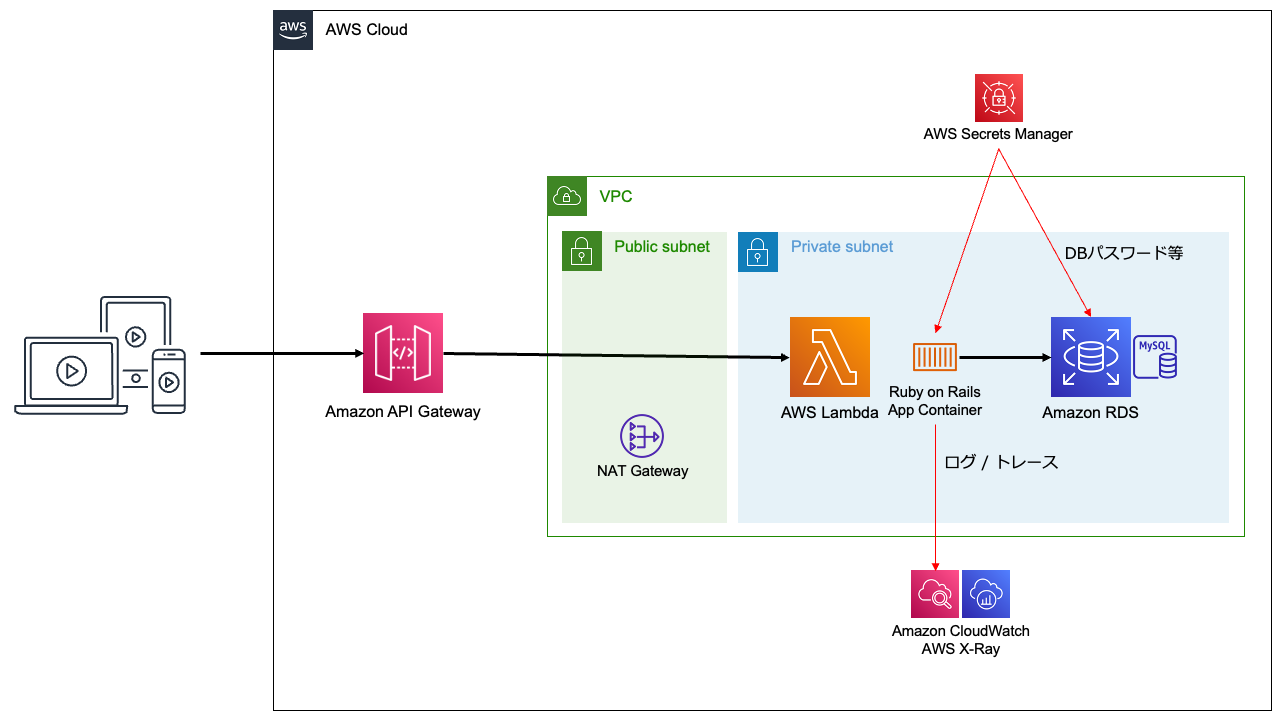 aws
AWS Cloud
AWS Secrets Manager
VPC
Public subnet
Private subnet
DBパスワード等
MySQL
Amazon API Gateway
AWS Lambda
Ruby on Rails
App Container
Amazon RDS
NAT Gateway
ログ / トレース
Amazon CloudWatch
AWS X-Ray